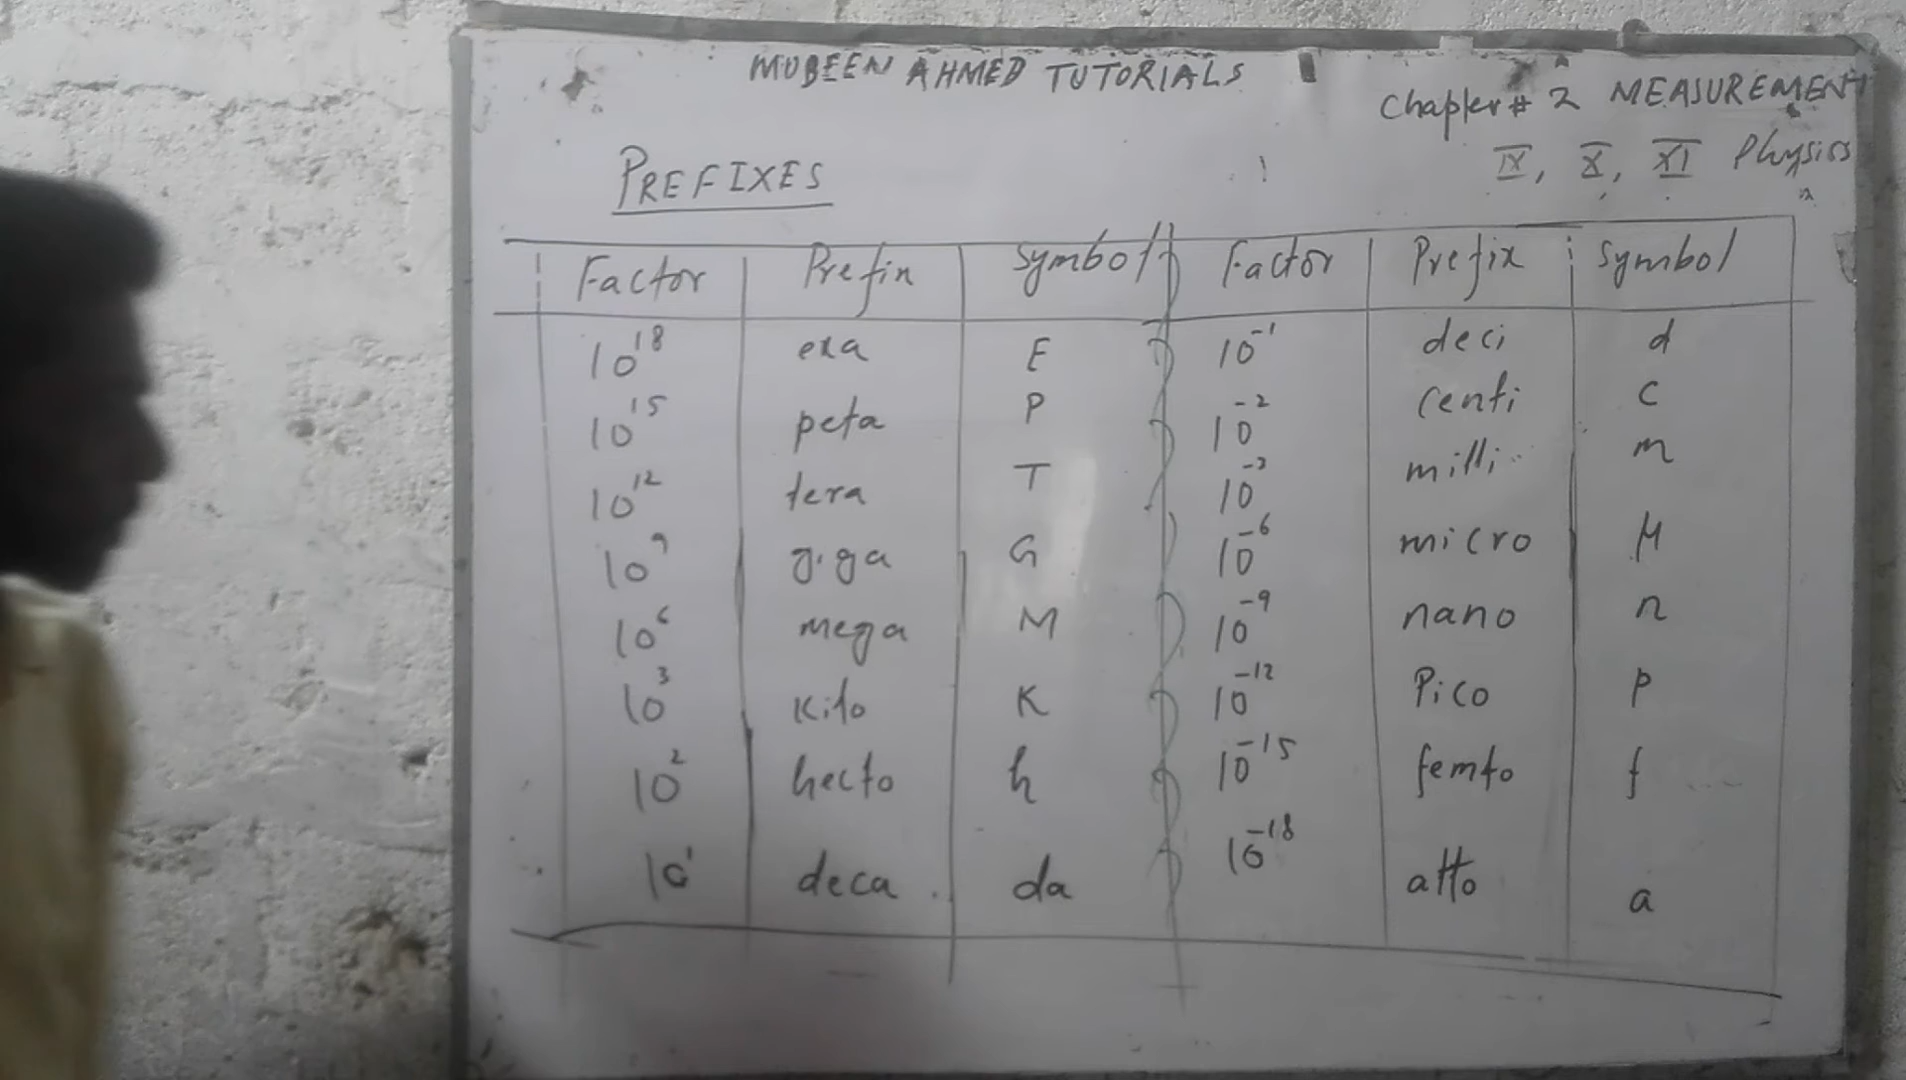 MUBEEN AHMED TUTORIALS
Chapter # 2 MEASUREMENT
IX, X, XI Physics
PREFIXES
Factor Prefix Symbol Factor Prefix Symbol
10^18 exa E 10^-1 deci d
10^15 peta P 10^-2 centi c
10^12 tera T 10^-3 milli m
10^9 giga G 10^-6 micro μ
10^6 mega M 10^-9 nano n
10^3 Kilo K 10^-12 Pico P
10^2 hecto h 10^-15 femto f
10^1 deca da 10^-18 atto a